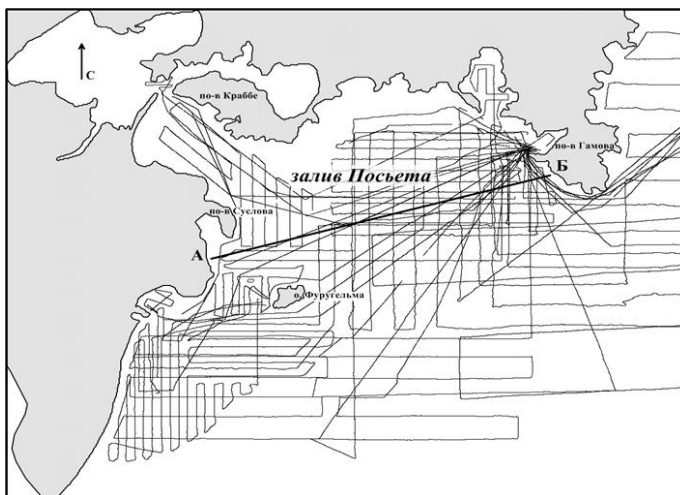 С
по-в Краббе
по-в Гамова
Б
залив Посьета
по-в Суслова
А
о. Фуругельма